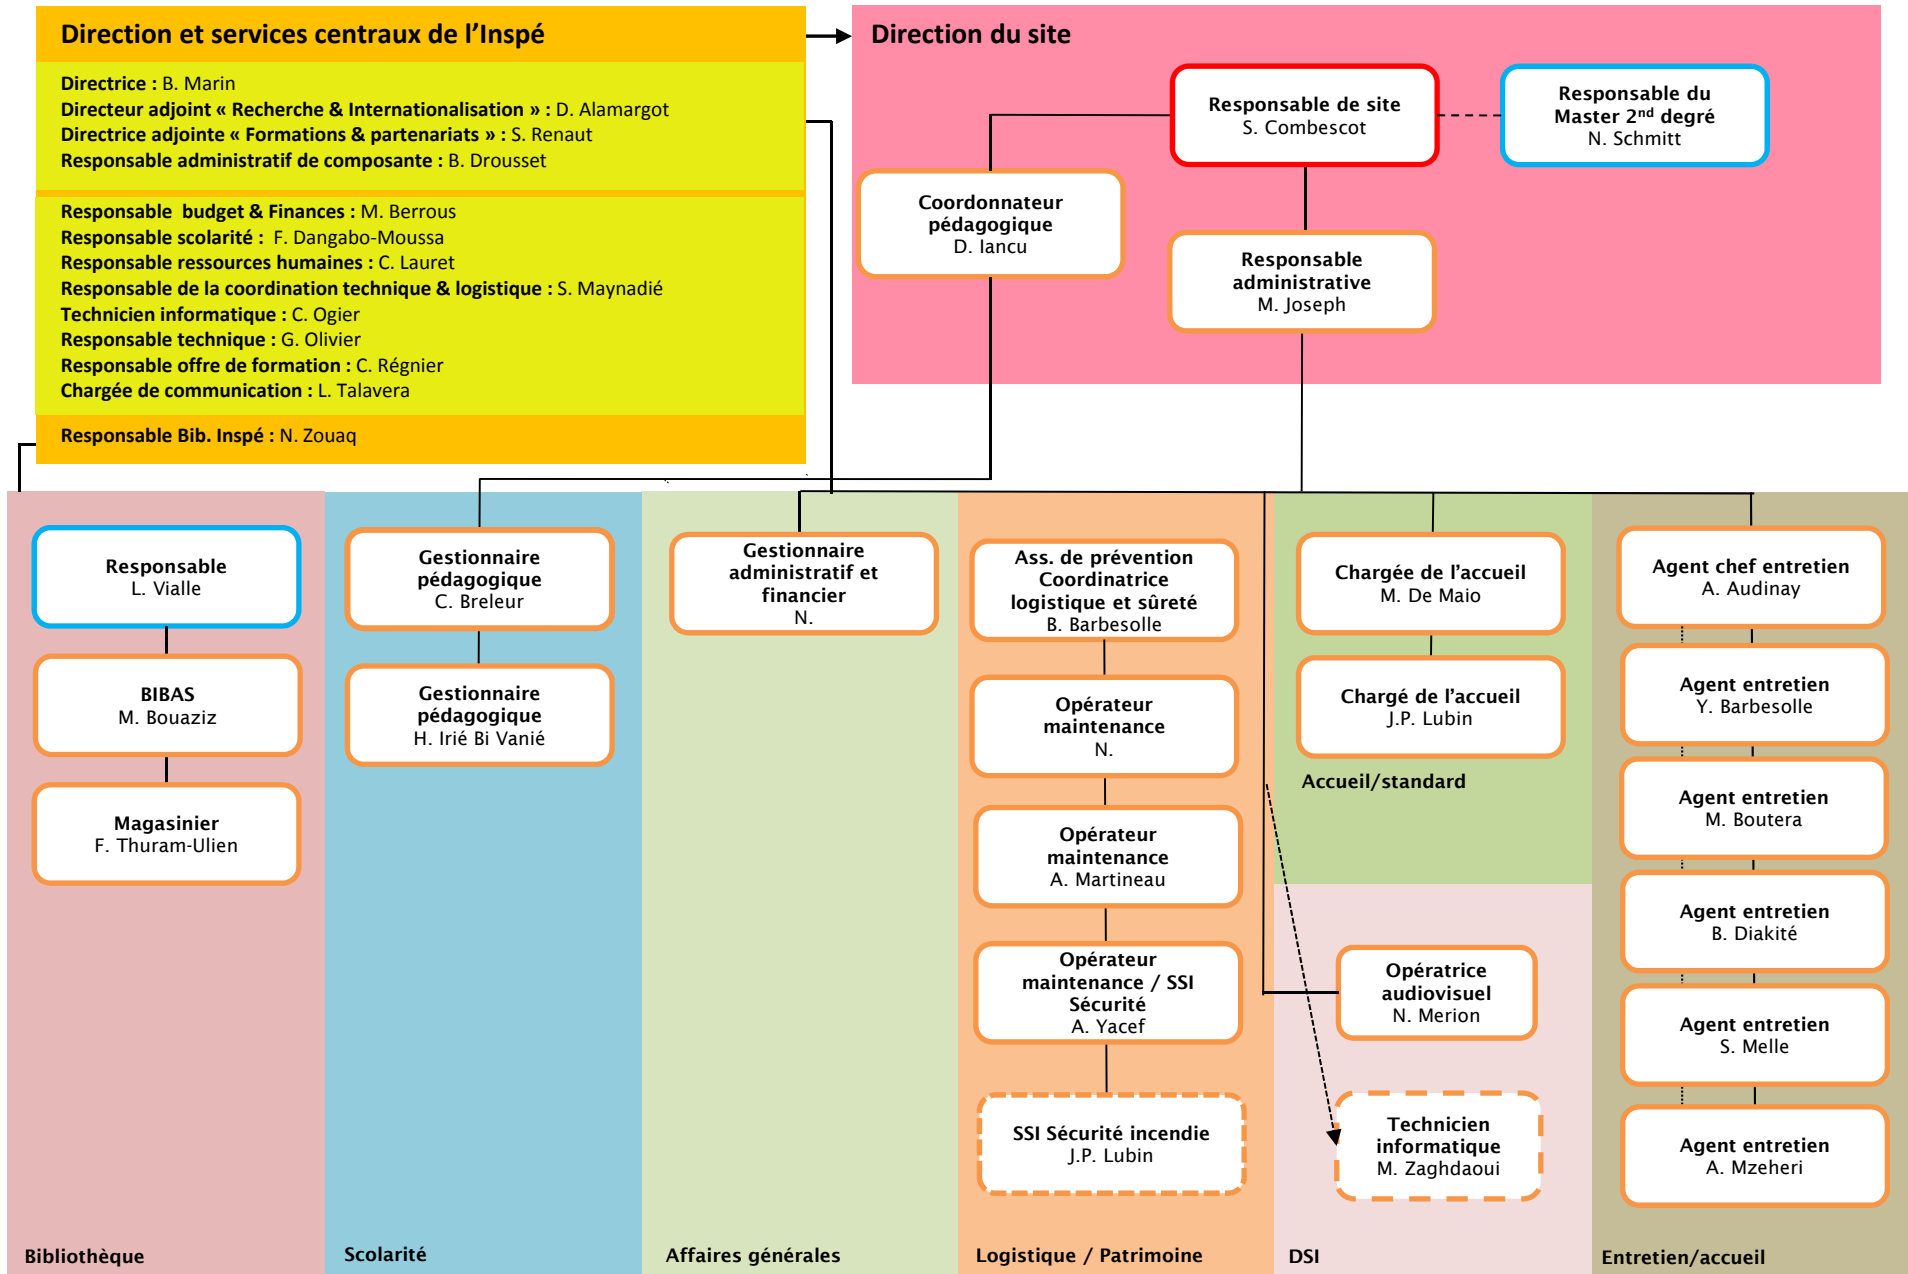 Direction et services centraux de l’Inspé
Directrice : B. Marin
Directeur adjoint « Recherche & Internationalisation » : D. Alamargot
Directrice adjointe « Formations & partenariats » : S. Renaut
Responsable administratif de composante : B. Drousset
Responsable budget & Finances : M. Berrous
Responsable scolarité : F. Dangabo-Moussa
Responsable ressources humaines : C. Lauret
Responsable de la coordination technique & logistique : S. Maynadié
Technicien informatique : C. Ogier
Responsable technique : G. Olivier
Responsable offre de formation : C. Régnier
Chargée de communication : L. Talavera
Responsable Bib. Inspé : N. Zouaq
Direction du site
Responsable de site
S. Combescot
Responsable du
Master 2nd degré
N. Schmitt
Coordonnateur
pédagogique
D. Iancu
Responsable
administrative
M. Joseph
Responsable
L. Vialle
BIBAS
M. Bouaziz
Magasinier
F. Thuram-Ulien
Bibliothèque
Gestionnaire
pédagogique
C. Breleur
Gestionnaire
pédagogique
H. Irié Bi Vanié
Scolarité
Gestionnaire
administratif et
financier
N.
Affaires générales
Ass. de prévention
Coordinatrice
logistique et sûreté
B. Barbesolle
Opérateur
maintenance
N.
Opérateur
maintenance
A. Martineau
Opérateur
maintenance / SSI
Sécurité
A. Yacef
SSI Sécurité incendie
J.P. Lubin
Logistique / Patrimoine
Chargée de l’accueil
M. De Maio
Chargé de l’accueil
J.P. Lubin
Accueil/standard
Opératrice
audiovisuel
N. Merion
Technicien
informatique
M. Zaghdaoui
DSI
Agent chef entretien
A. Audinay
Agent entretien
Y. Barbesolle
Agent entretien
M. Boutera
Agent entretien
B. Diakité
Agent entretien
S. Melle
Agent entretien
A. Mzeheri
Entretien/accueil